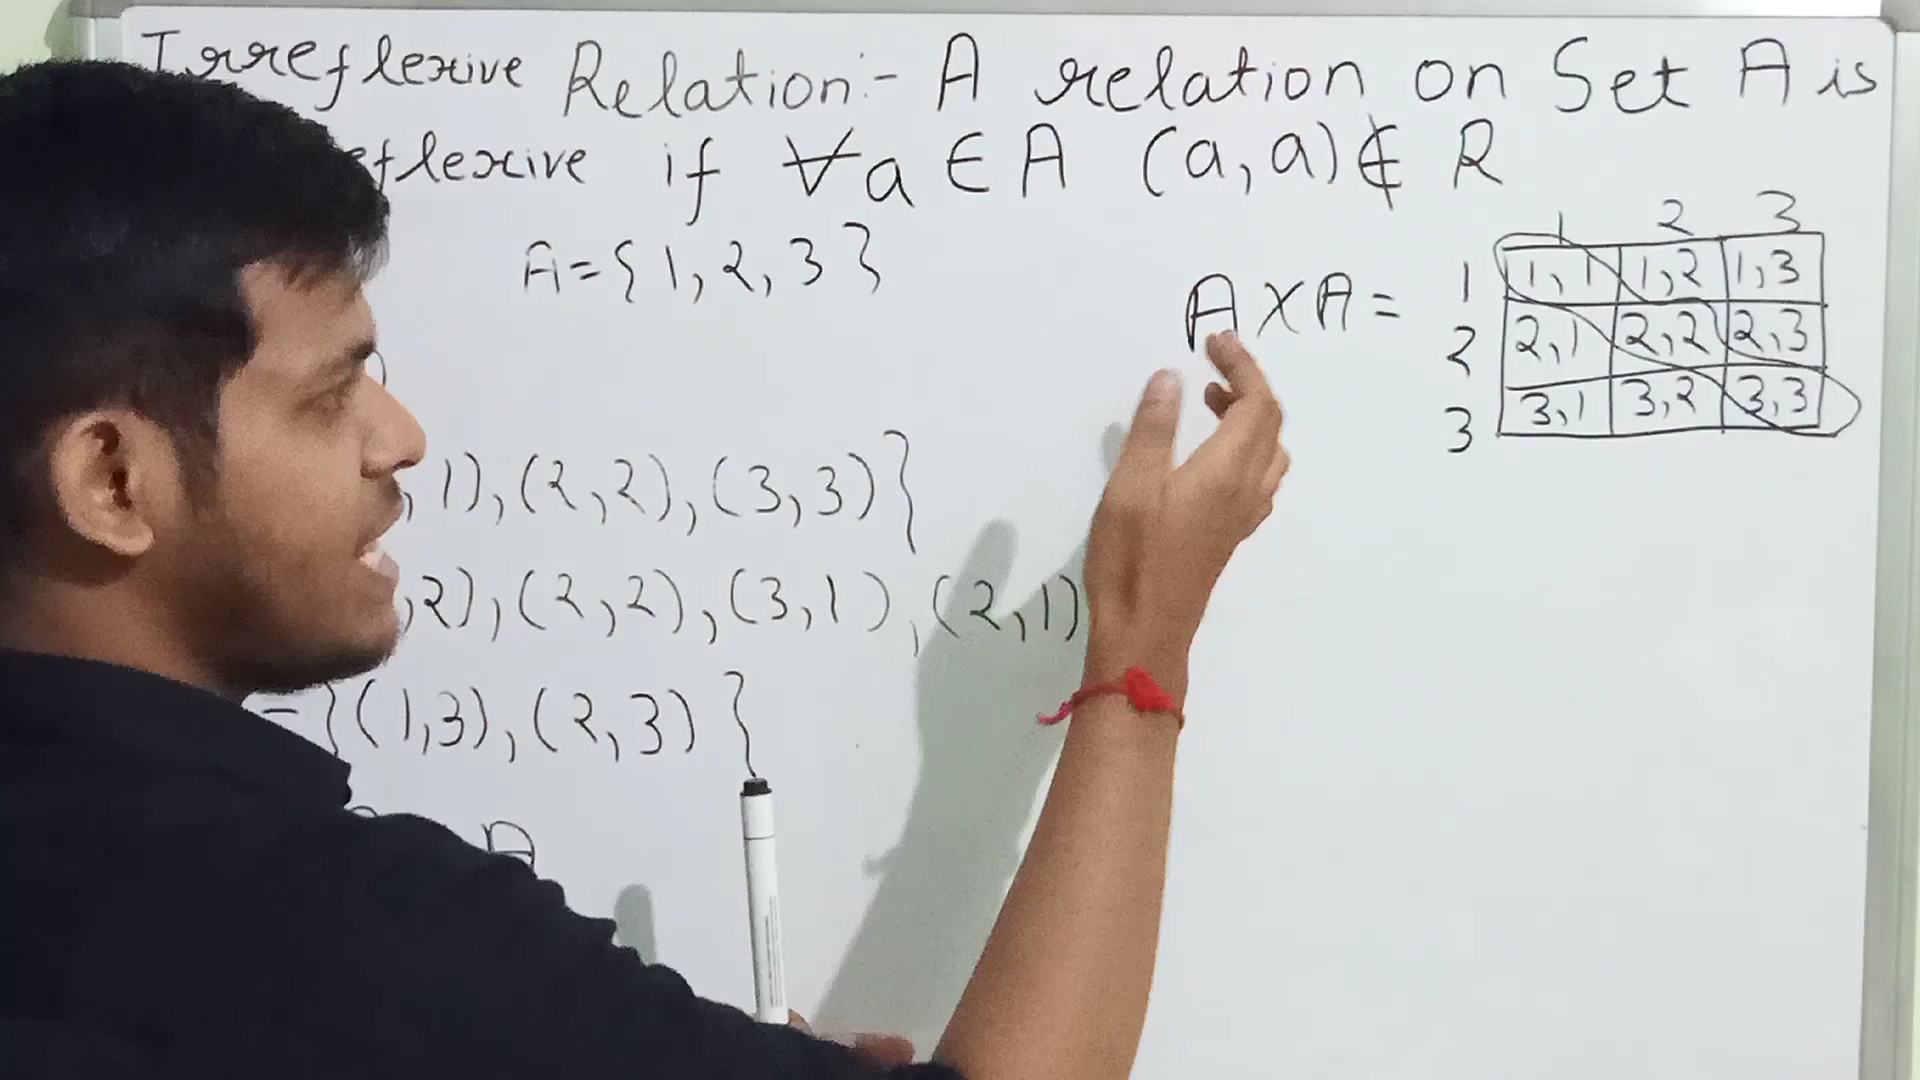 Irreflexive Relation:- A relation on Set A is
eflexive if ∀a ∈ A (a,a) ∉ R
A={1,2,3}
A×A=
1 2 3
1 1,1 1,2 1,3
2 2,1 2,2 2,3
3 3,1 3,2 3,3
,1),(2,2),(3,3)}
,2),(2,2),(3,1),(2,1)
={(1,3),(2,3)}
A